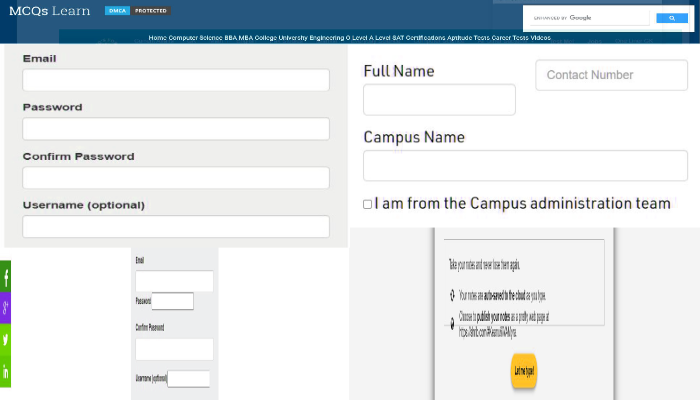 MCQs Learn
DMCA PROTECTED
ENHANCED BY Google
Home Computer Science BBA MBA College University Engineering O Level A Level SAT Certifications Aptitude Tests Career Tests Videos
Email
Password
Confirm Password
Username (optional)
Full Name
Contact Number
Campus Name
I am from the Campus administration team
Email
Password
Confirm Password
Username (optional)
Take your notes and never lose them again.
Your notes are auto-saved to the cloud as you type.
Choose to publish your notes as a pretty web page at
Let me type!